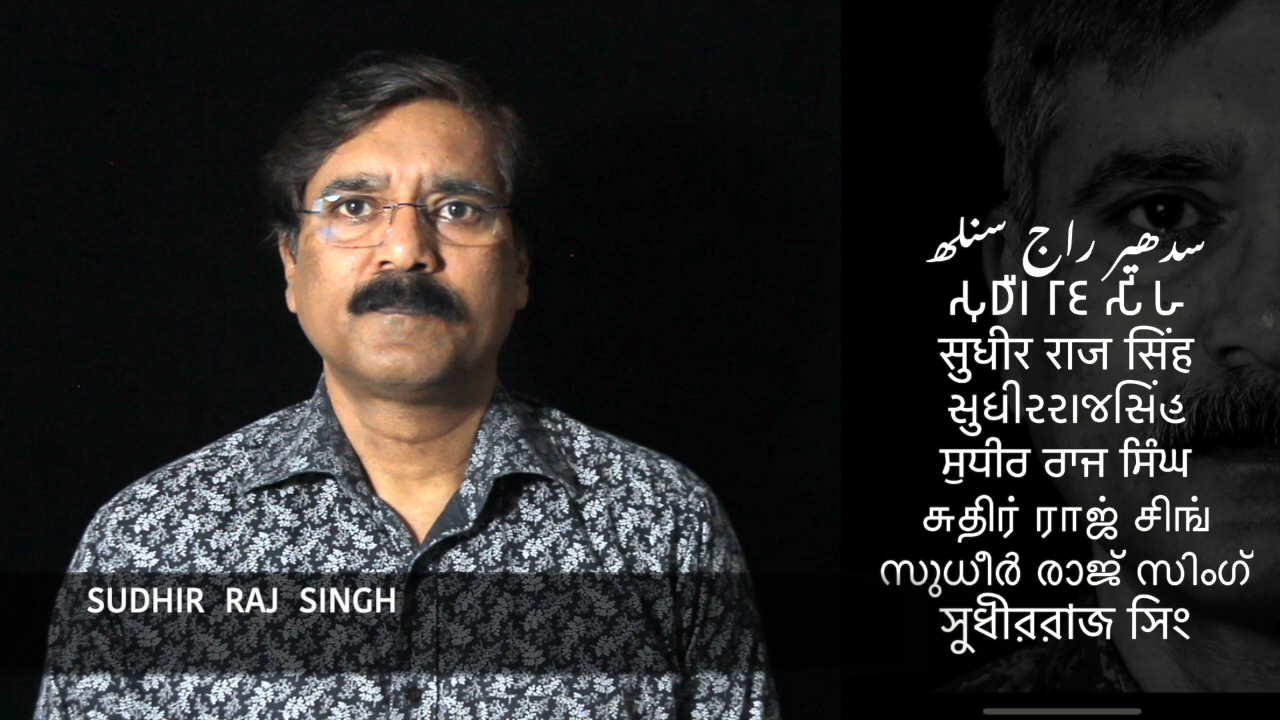 SUDHIR RAJ SINGH
سدھیر راج سنلھ
सुधीर राज सिंह
સુધીરરાજસિંહ
ਸੁਧੀਰ ਰਾਜ ਸਿੰਘ
சுதிர் ராஜ் சிங்
സുധീർ രാജ് സിംഗ്
সুধীররাজ সিং